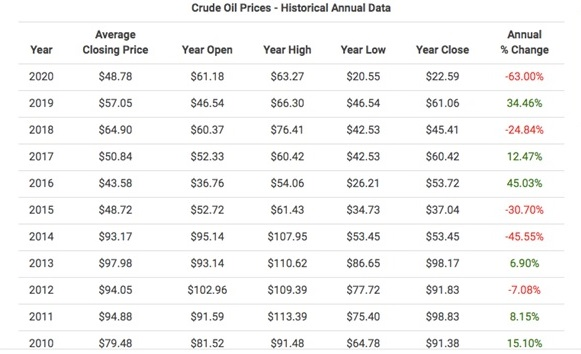 Crude Oil Prices - Historical Annual Data
Year Average Closing Price Year Open Year High Year Low Year Close Annual % Change
2020 $48.78 $61.18 $63.27 $20.55 $22.59 -63.00%
2019 $57.05 $46.54 $66.30 $46.54 $61.06 34.46%
2018 $64.90 $60.37 $76.41 $42.53 $45.41 -24.84%
2017 $50.84 $52.33 $60.42 $42.53 $60.42 12.47%
2016 $43.58 $36.76 $54.06 $26.21 $53.72 45.03%
2015 $48.72 $52.72 $61.43 $34.73 $37.04 -30.70%
2014 $93.17 $95.14 $107.95 $53.45 $53.45 -45.55%
2013 $97.98 $93.14 $110.62 $86.65 $98.17 6.90%
2012 $94.05 $102.96 $109.39 $77.72 $91.83 -7.08%
2011 $94.88 $91.59 $113.39 $75.40 $98.83 8.15%
2010 $79.48 $81.52 $91.48 $64.78 $91.38 15.10%